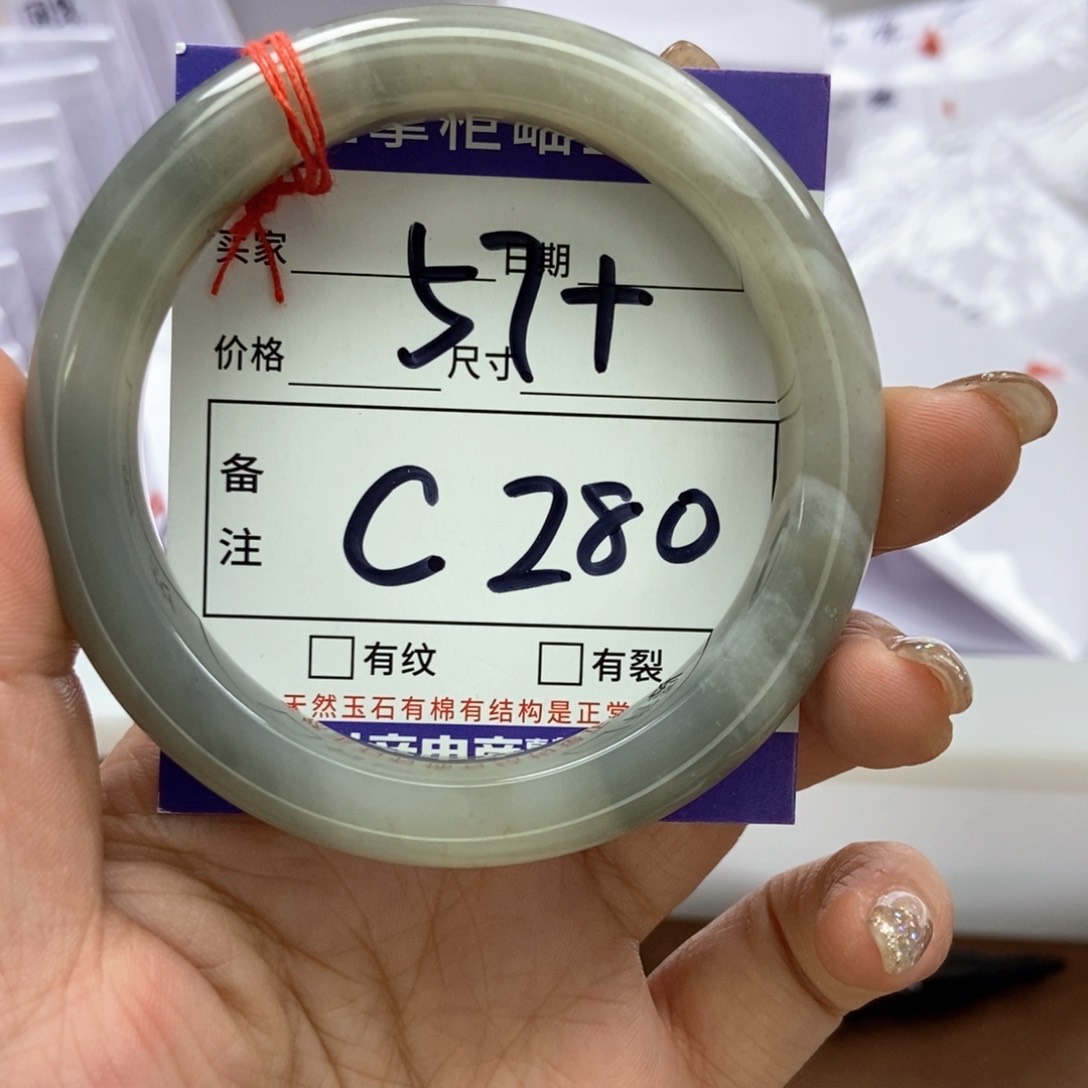 买家 日期
57+
价格 尺寸
备注
C 280
有纹 有裂
天然玉石有棉有结构是正常